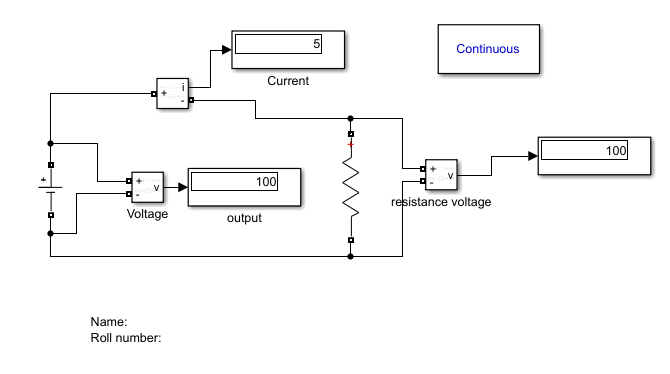 5
Continuous
Current
i
+
-
+
+
-
v
100
Voltage
output
+
+
-
v
100
resistance voltage
Name:
Roll number: